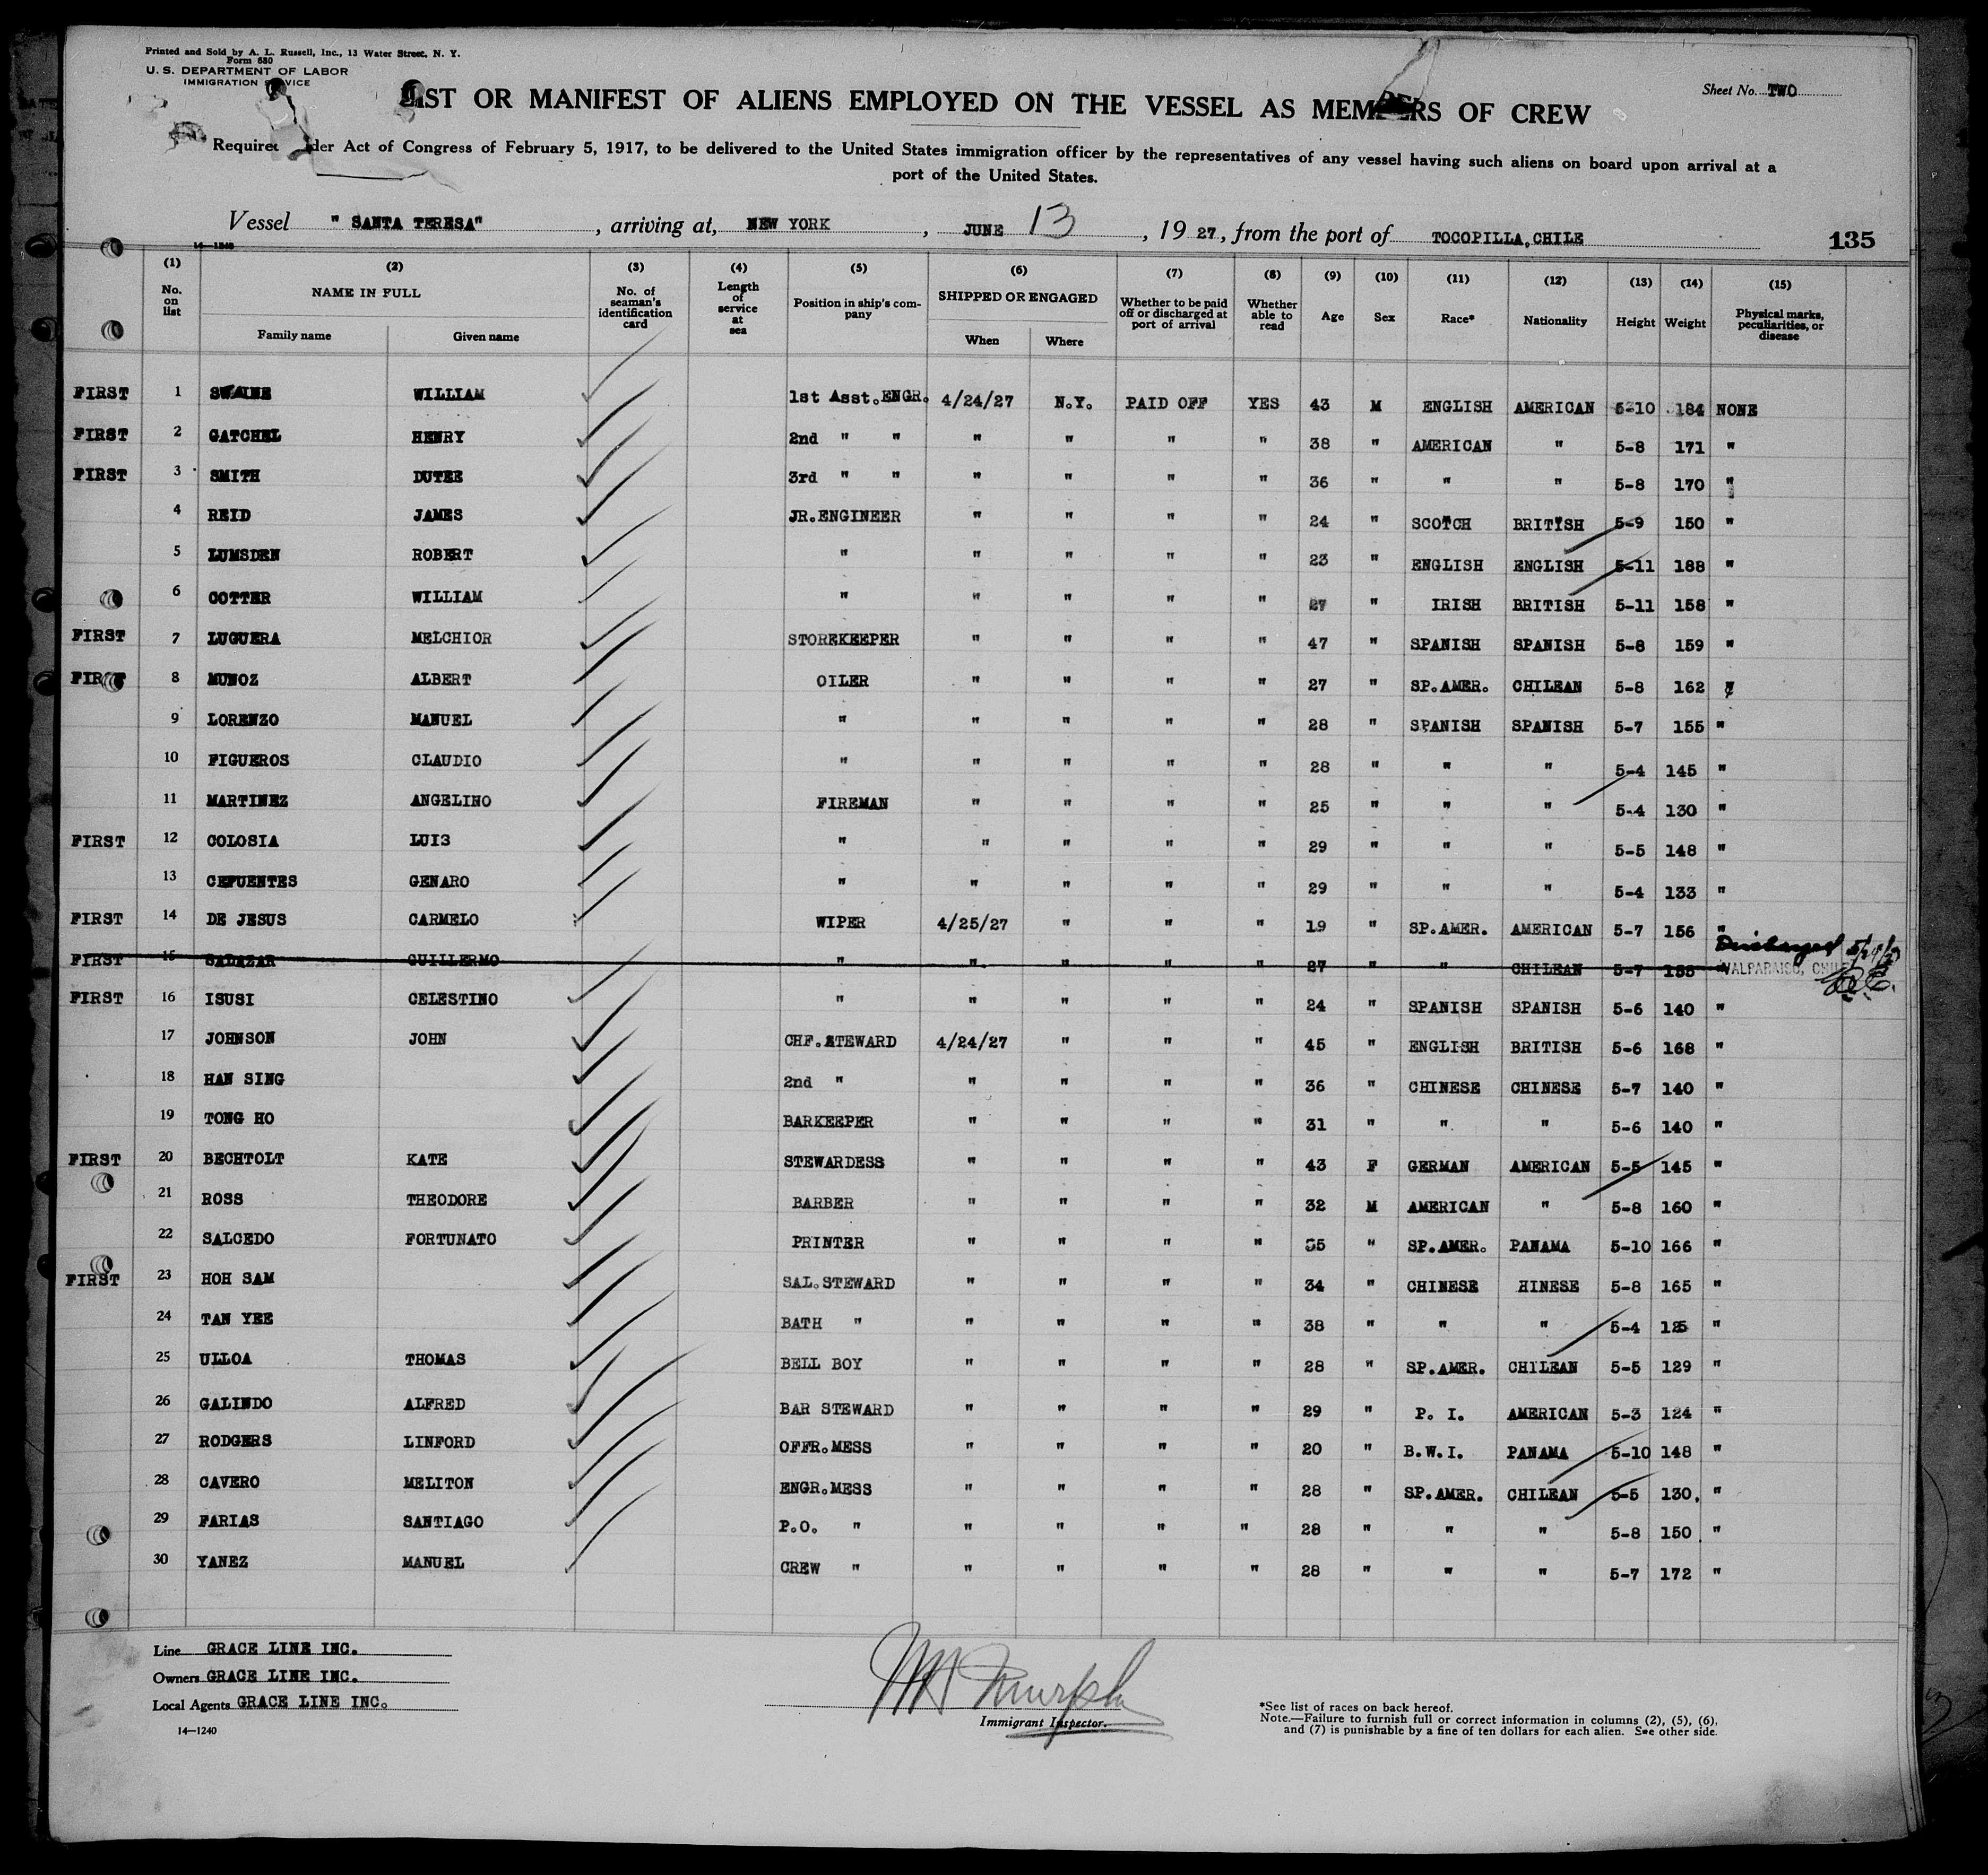 Printed and Sold by A. L. Russell, Inc., 13 Water Street, N. Y.
Form 680
U. S. DEPARTMENT OF LABOR
IMMIGRATION SERVICE
Sheet No. TWO
LIST OR MANIFEST OF ALIENS EMPLOYED ON THE VESSEL AS MEMBERS OF CREW
Required under Act of Congress of February 5, 1917, to be delivered to the United States immigration officer by the representatives of any vessel having such aliens on board upon arrival at a
port of the United States.
Vessel " SANTA TERESA" , arriving at, NEW YORK , JUNE 13 , 19 27, from the port of TOCOPILLA, CHILE 135
14—1240
(1) (2) (3) (4) (5) (6) (7) (8) (9) (10) (11) (12) (13) (14) (15)
No. on list NAME IN FULL Family name Given name No. of seaman's identification card Length of service at sea Position in ship's company SHIPPED OR ENGAGED When Where Whether to be paid off or discharged at port of arrival Whether able to read Age Sex Race* Nationality Height Weight Physical marks, peculiarities, or disease
FIRST 1 SWAINE WILLIAM 1st Asst. ENGR. 4/24/27 N.Y. PAID OFF YES 43 M ENGLISH AMERICAN 5-10 184 NONE
FIRST 2 GATCHEL HENRY 2nd " " " " " " 38 " AMERICAN " 5-8 171 "
FIRST 3 SMITH DUTEE 3rd " " " " " " 36 " " " 5-8 170 "
4 REID JAMES JR.ENGINEER " " " " 24 " SCOTCH BRITISH 5-9 150 "
5 LUMSDEN ROBERT " " " " " 23 " ENGLISH ENGLISH 5-11 188 "
6 COTTER WILLIAM " " " " " 27 " IRISH BRITISH 5-11 158 "
FIRST 7 LUGUERA MELCHIOR STOREKEEPER " " " " 47 " SPANISH SPANISH 5-8 159 "
FIRST 8 MUNOZ ALBERT OILER " " " " 27 " SP.AMER. CHILEAN 5-8 162 "
9 LORENZO MANUEL " " " " " 28 " SPANISH SPANISH 5-7 155 "
10 FIGUEROS CLAUDIO " " " " " 28 " " " 5-4 145 "
11 MARTINEZ ANGELINO FIREMAN " " " " 25 " " " 5-4 130 "
FIRST 12 COLOSIA LUIS " " " " " 29 " " " 5-5 148 "
13 CEFUENTES GENARO " " " " " 29 " " " 5-4 133 "
FIRST 14 DE JESUS CARMELO WIPER 4/25/27 " " " 19 " SP.AMER. AMERICAN 5-7 156 "
FIRST 15 SALAZAR GUILLERMO " " " " " 27 " " CHILEAN 5-7 155 " Discharged VALPARAISO, CHILE
FIRST 16 ISUSI CELESTINO " " " " " 24 " SPANISH SPANISH 5-6 140 "
17 JOHNSON JOHN CHF.STEWARD 4/24/27 " " " 45 " ENGLISH BRITISH 5-6 168 "
18 HAN SING 2nd " " " " " 36 " CHINESE CHINESE 5-7 140 "
19 TONG HO BARKEEPER " " " " 31 " " " 5-6 140 "
FIRST 20 BECHTOLT KATE STEWARDESS " " " " 43 F GERMAN AMERICAN 5-5 145 "
21 ROSS THEODORE BARBER " " " " 32 M AMERICAN " 5-8 160 "
22 SALCEDO FORTUNATO PRINTER " " " " 35 " SP.AMER. PANAMA 5-10 166 "
FIRST 23 HOH SAM SAL.STEWARD " " " " 34 " CHINESE HINESE 5-8 165 "
24 TAN YEE BATH " " " " " 38 " " " 5-4 125 "
25 ULLOA THOMAS BELL BOY " " " " 28 " SP.AMER. CHILEAN 5-5 129 "
26 GALINDO ALFRED BAR STEWARD " " " " 29 " P. I. AMERICAN 5-3 124 "
27 RODGERS LINFORD OFFR.MESS " " " " 20 " B.W.I. PANAMA 5-10 148 "
28 CAVERO MELITON ENGR.MESS " " " " 28 " SP.AMER. CHILEAN 5-5 130. "
29 FARIAS SANTIAGO P.O. " " " " " 28 " " " 5-8 150 "
30 YANEZ MANUEL CREW " " " " " 28 " " " 5-7 172 "
Line GRACE LINE INC.
Owners GRACE LINE INC.
Local Agents GRACE LINE INC.
14—1240
Murphy
Immigrant Inspector.
*See list of races on back hereof.
Note.—Failure to furnish full or correct information in columns (2), (5), (6),
and (7) is punishable by a fine of ten dollars for each alien. See other side.